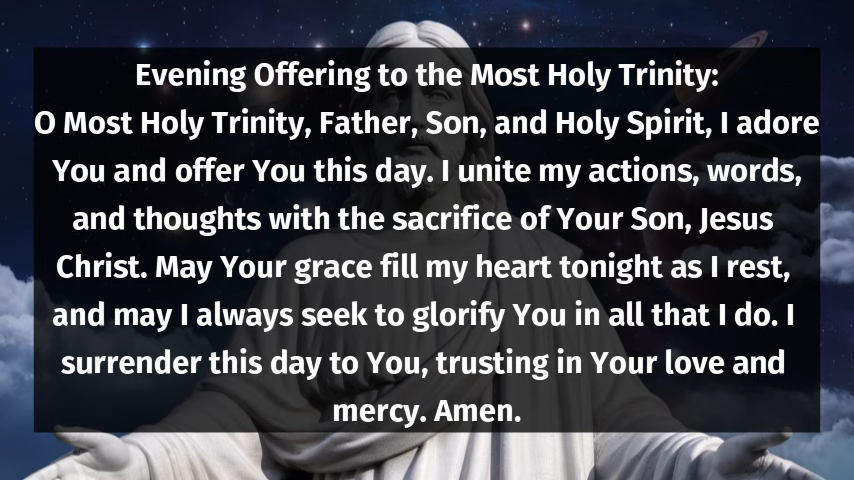 Evening Offering to the Most Holy Trinity:
O Most Holy Trinity, Father, Son, and Holy Spirit, I adore
You and offer You this day. I unite my actions, words,
and thoughts with the sacrifice of Your Son, Jesus
Christ. May Your grace fill my heart tonight as I rest,
and may I always seek to glorify You in all that I do. I
surrender this day to You, trusting in Your love and
mercy. Amen.